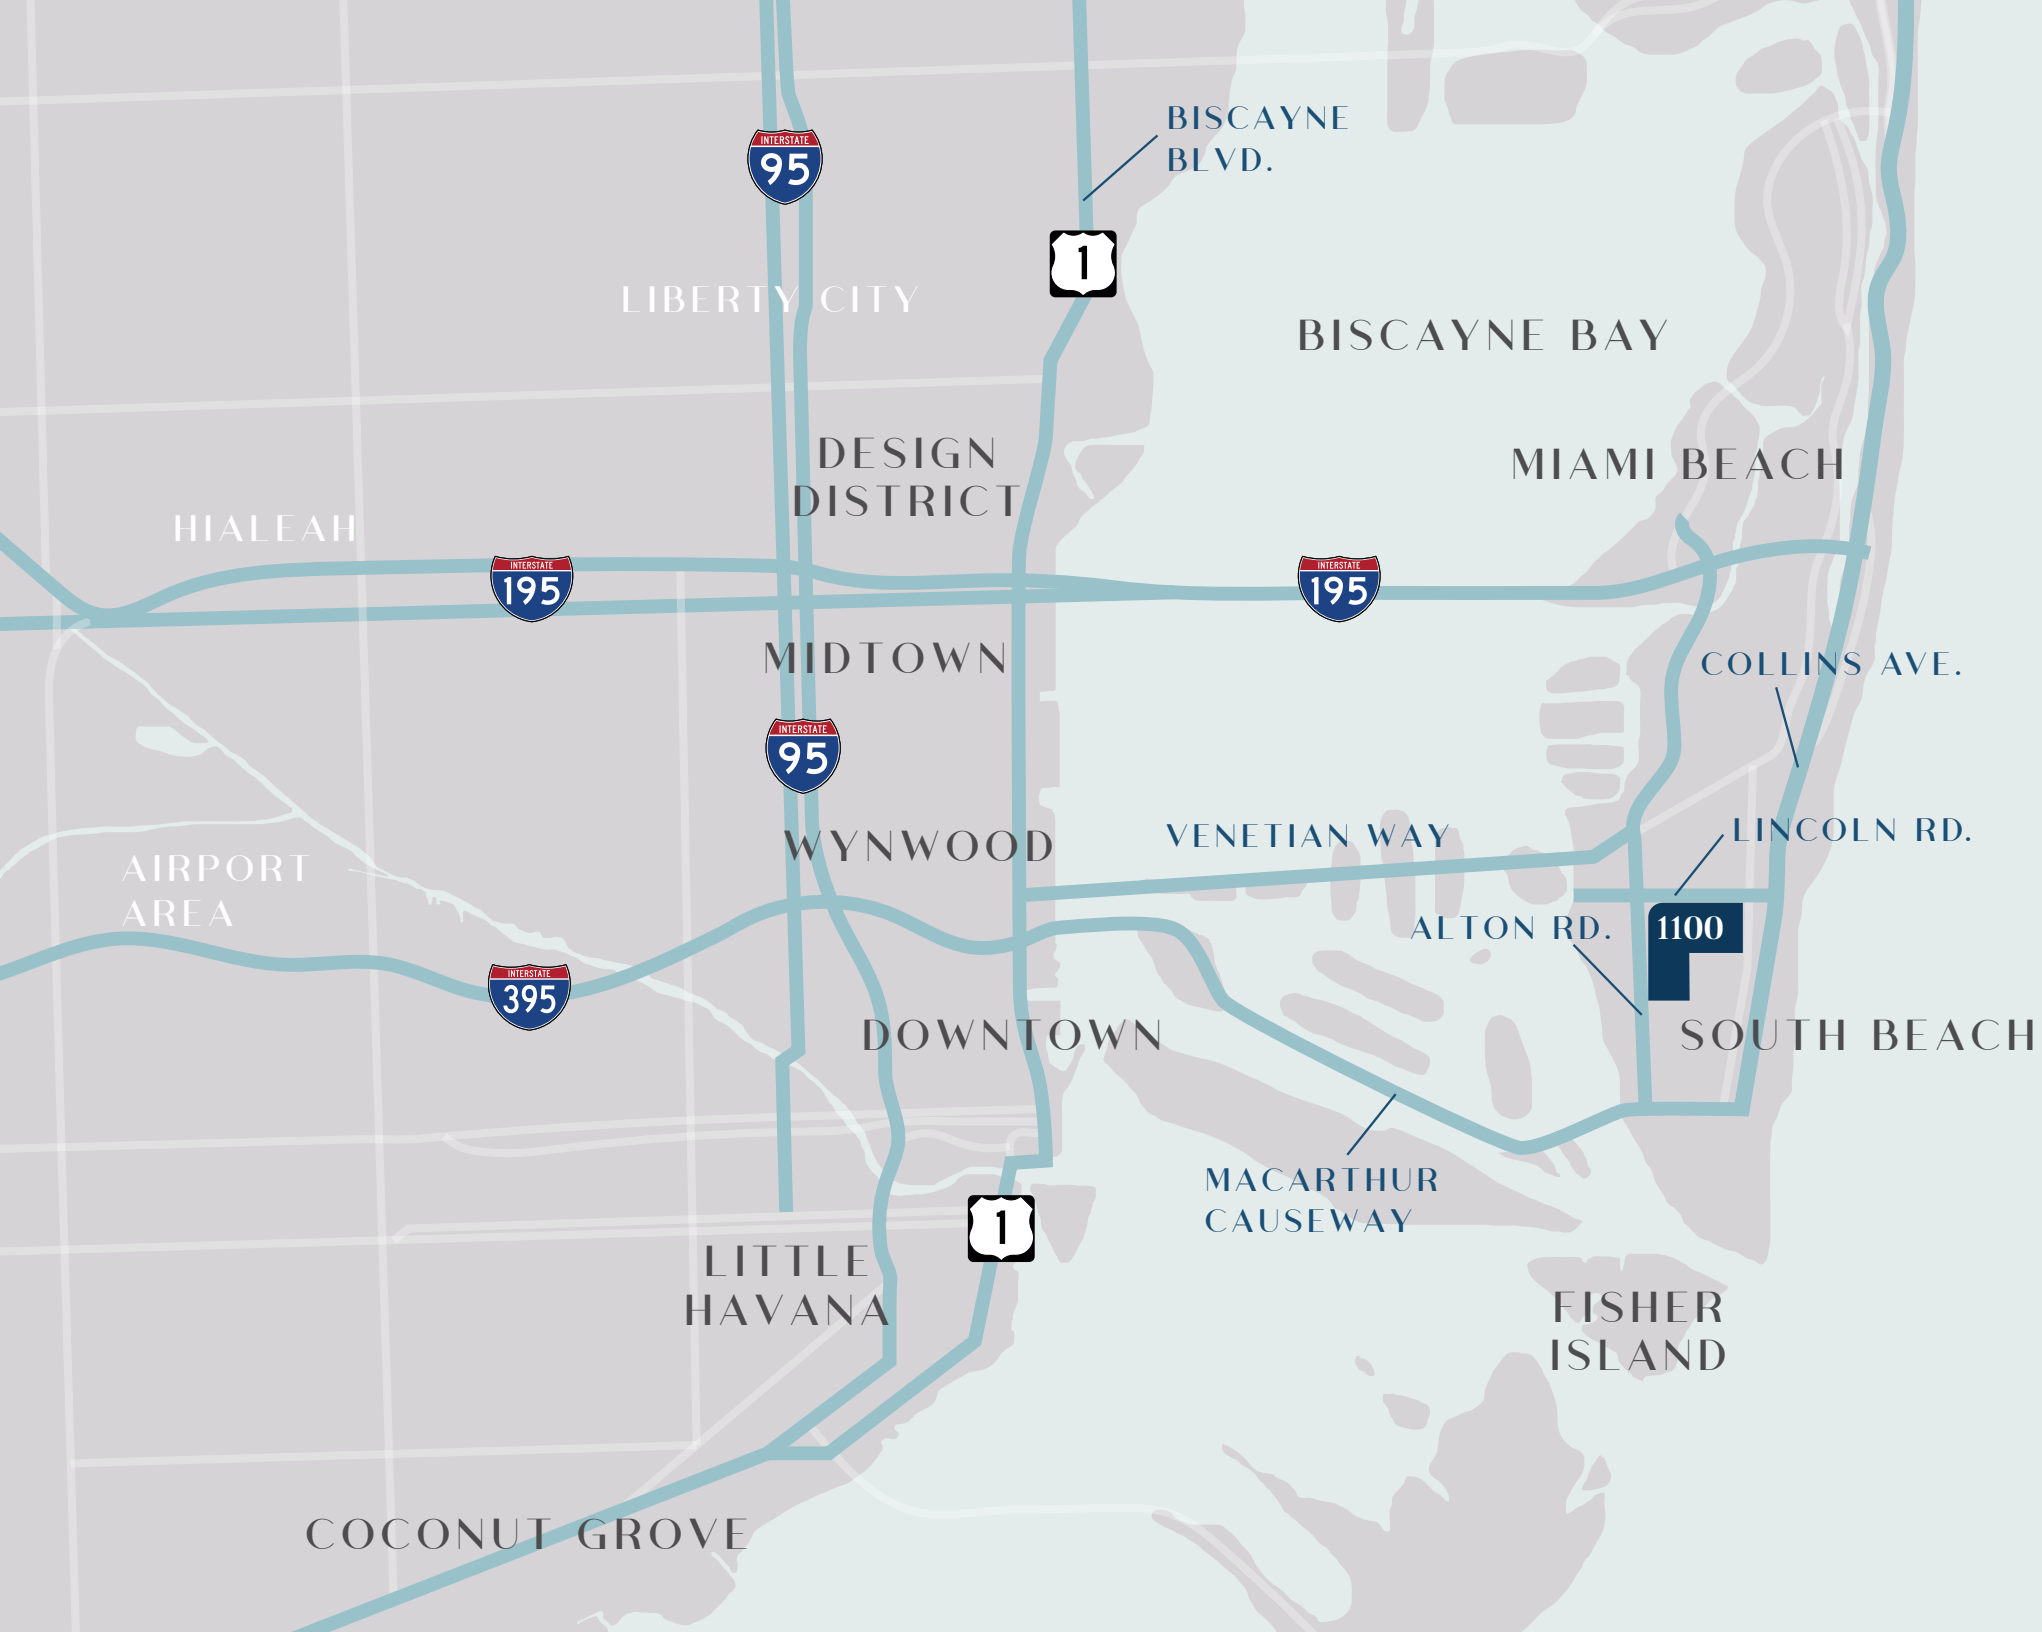 BISCAYNE
BLVD.
INTERSTATE
95
1
LIBERTY CITY
BISCAYNE BAY
DESIGN
DISTRICT
MIAMI BEACH
HIALEAH
INTERSTATE
195
INTERSTATE
195
MIDTOWN
COLLINS AVE.
INTERSTATE
95
WYNWOOD
VENETIAN WAY
LINCOLN RD.
AIRPORT
AREA
ALTON RD.
1100
INTERSTATE
395
DOWNTOWN
SOUTH BEACH
MACARTHUR
CAUSEWAY
1
LITTLE
HAVANA
FISHER
ISLAND
COCONUT GROVE